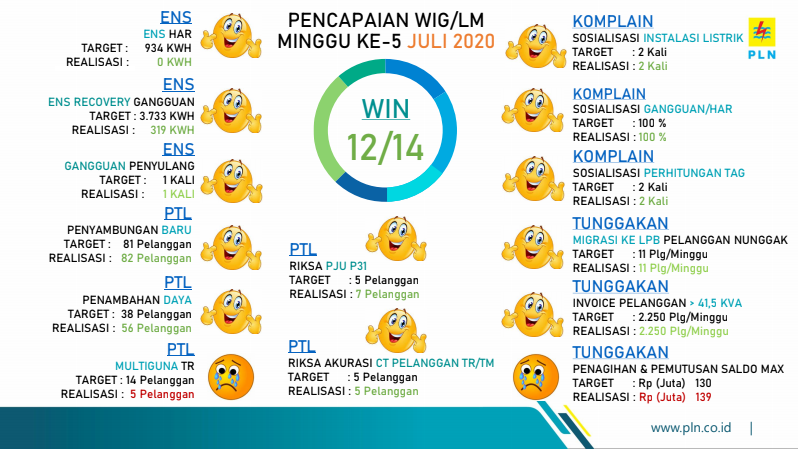 PENCAPAIAN WIG/LM
MINGGU KE-5 JULI 2020
WIN
12/14
ENS
ENS HAR
TARGET : 934 KWH
REALISASI : 0 KWH
ENS
ENS RECOVERY GANGGUAN
TARGET : 3.733 KWH
REALISASI : 319 KWH
ENS
GANGGUAN PENYULANG
TARGET : 1 KALI
REALISASI : 1 KALI
PTL
PENYAMBUNGAN BARU
TARGET : 81 Pelanggan
REALISASI : 82 Pelanggan
PTL
PENAMBAHAN DAYA
TARGET : 38 Pelanggan
REALISASI : 56 Pelanggan
PTL
MULTIGUNA TR
TARGET : 14 Pelanggan
REALISASI : 5 Pelanggan
PTL
RIKSA PJU P31
TARGET : 5 Pelanggan
REALISASI : 7 Pelanggan
PTL
RIKSA AKURASI CT PELANGGAN TR/TM
TARGET : 5 Pelanggan
REALISASI : 5 Pelanggan
KOMPLAIN
SOSIALISASI INSTALASI LISTRIK
TARGET : 2 Kali
REALISASI : 2 Kali
KOMPLAIN
SOSIALISASI GANGGUAN/HAR
TARGET : 100 %
REALISASI : 100 %
KOMPLAIN
SOSIALISASI PERHITUNGAN TAG
TARGET : 2 Kali
REALISASI : 2 Kali
TUNGGAKAN
MIGRASI KE LPB PELANGGAN NUNGGAK
TARGET : 11 Plg/Minggu
REALISASI : 11 Plg/Minggu
TUNGGAKAN
INVOICE PELANGGAN > 41,5 KVA
TARGET : 2.250 Plg/Minggu
REALISASI : 2.250 Plg/Minggu
TUNGGAKAN
PENAGIHAN & PEMUTUSAN SALDO MAX
TARGET : Rp (Juta) 130
REALISASI : Rp (Juta) 139
PLN
www.pln.co.id |